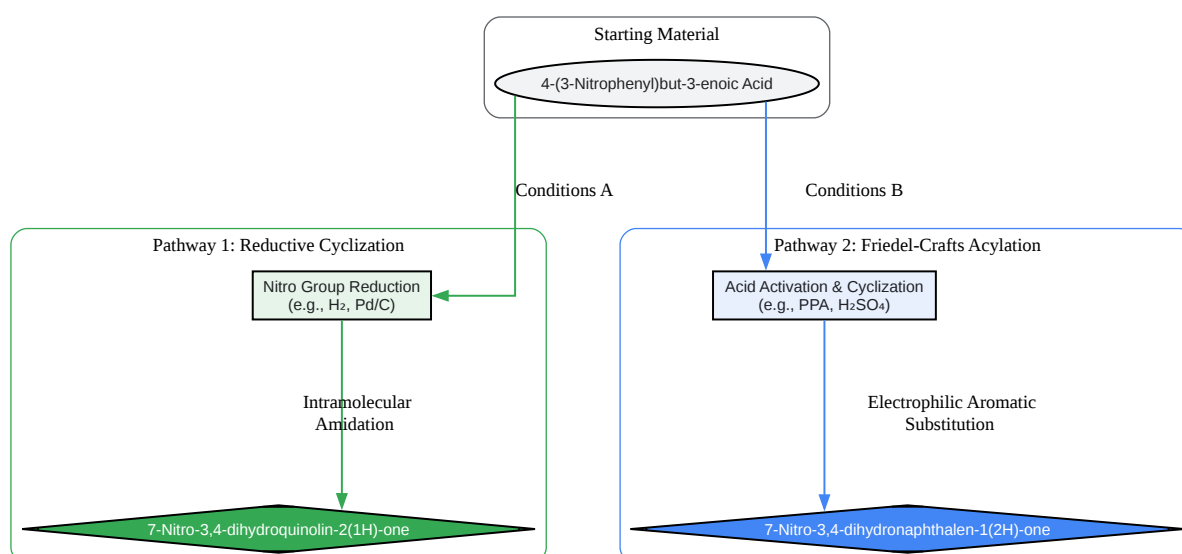 Starting Material
4-(3-Nitrophenyl)but-3-enoic Acid
Conditions A
Conditions B
Pathway 1: Reductive Cyclization
Nitro Group Reduction
(e.g., H₂, Pd/C)
Intramolecular
Amidation
7-Nitro-3,4-dihydroquinolin-2(1H)-one
Pathway 2: Friedel-Crafts Acylation
Acid Activation & Cyclization
(e.g., PPA, H₂SO₄)
Electrophilic Aromatic
Substitution
7-Nitro-3,4-dihydronaphthalen-1(2H)-one